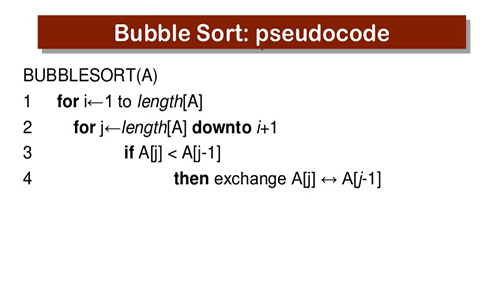 Bubble Sort: pseudocode
BUBBLESORT(A)
1 for i←1 to length[A]
2 for j←length[A] downto i+1
3 if A[j] < A[j-1]
4 then exchange A[j] ↔ A[j-1]